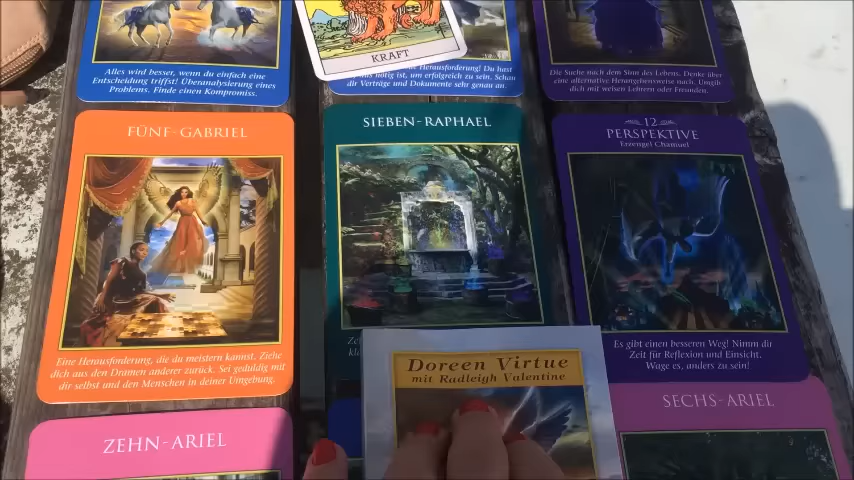 Alles wird besser, wenn du einfach eine
Entscheidung triffst! Überanalysierung eines
Problems. Finde einen Kompromiss.
KRAFT
Herausforderung! Du hast
nötig ist, um erfolgreich zu sein. Schau
dir Verträge und Dokumente sehr genau an.
Die Suche nach dem Sinn des Lebens. Denke über
eine alternative Herangehensweise nach. Umgib
dich mit weisen Lehrern oder Freunden.
FÜNF-GABRIEL
Eine Herausforderung, die du meistern kannst. Ziehe
dich aus den Dramen anderer zurück. Sei geduldig mit
dir selbst und den Menschen in deiner Umgebung.
SIEBEN-RAPHAEL
12
PERSPEKTIVE
Erzengel Chamuel
Es gibt einen besseren Weg! Nimm dir
Zeit für Reflexion und Einsicht.
Wage es, anders zu sein!
Doreen Virtue
mit Radleigh Valentine
ZEHN-ARIEL
SECHS-ARIEL